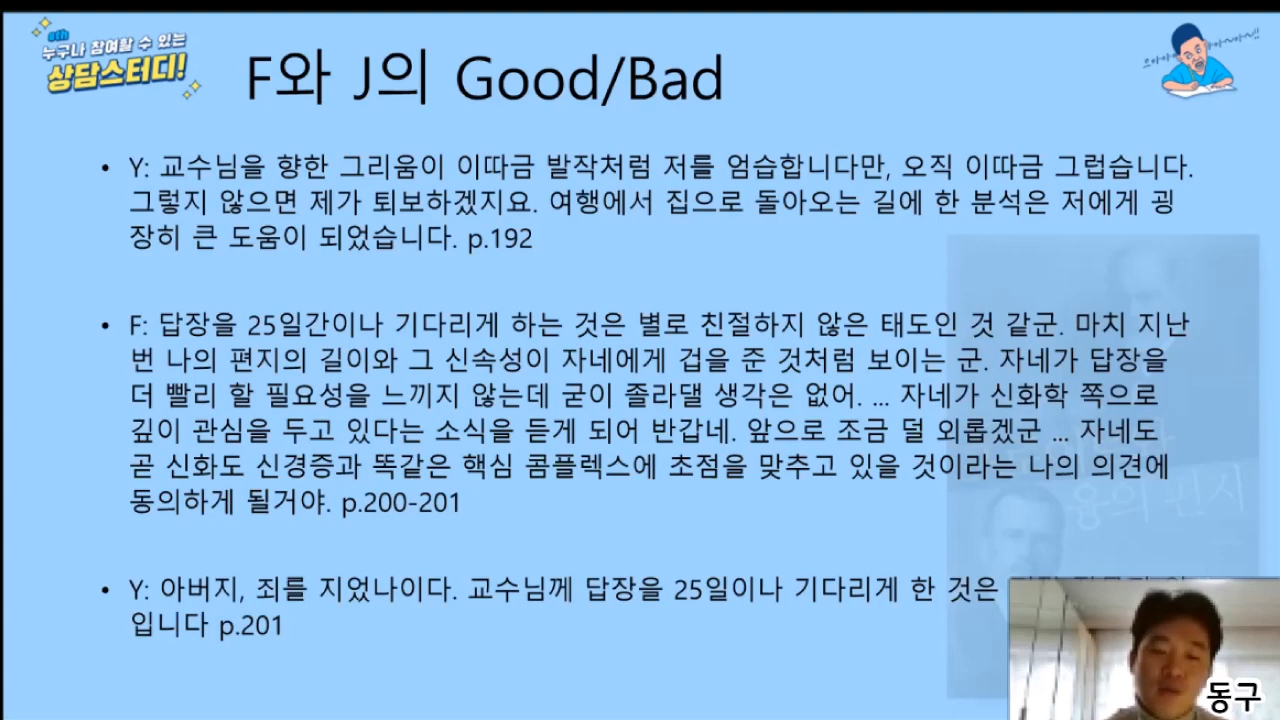 8th
누구나 참여할 수 있는
상담스터디!
F와 J의 Good/Bad
• Y: 교수님을 향한 그리움이 이따금 발작처럼 저를 엄습합니다만, 오직 이따금 그럽습니다.
그렇지 않으면 제가 퇴보하겠지요. 여행에서 집으로 돌아오는 길에 한 분석은 저에게 굉
장히 큰 도움이 되었습니다. p.192
• F: 답장을 25일간이나 기다리게 하는 것은 별로 친절하지 않은 태도인 것 같군. 마치 지난
번 나의 편지의 길이와 그 신속성이 자네에게 겁을 준 것처럼 보이는 군. 자네가 답장을
더 빨리 할 필요성을 느끼지 않는데 굳이 졸라댈 생각은 없어. ... 자네가 신화학 쪽으로
깊이 관심을 두고 있다는 소식을 듣게 되어 반갑네. 앞으로 조금 덜 외롭겠군 ... 자네도
곧 신화도 신경증과 똑같은 핵심 콤플렉스에 초점을 맞추고 있을 것이라는 나의 의견에
동의하게 될거야. p.200-201
융의 편지
• Y: 아버지, 죄를 지었나이다. 교수님께 답장을 25일이나 기다리게 한 것은
입니다 p.201
동구